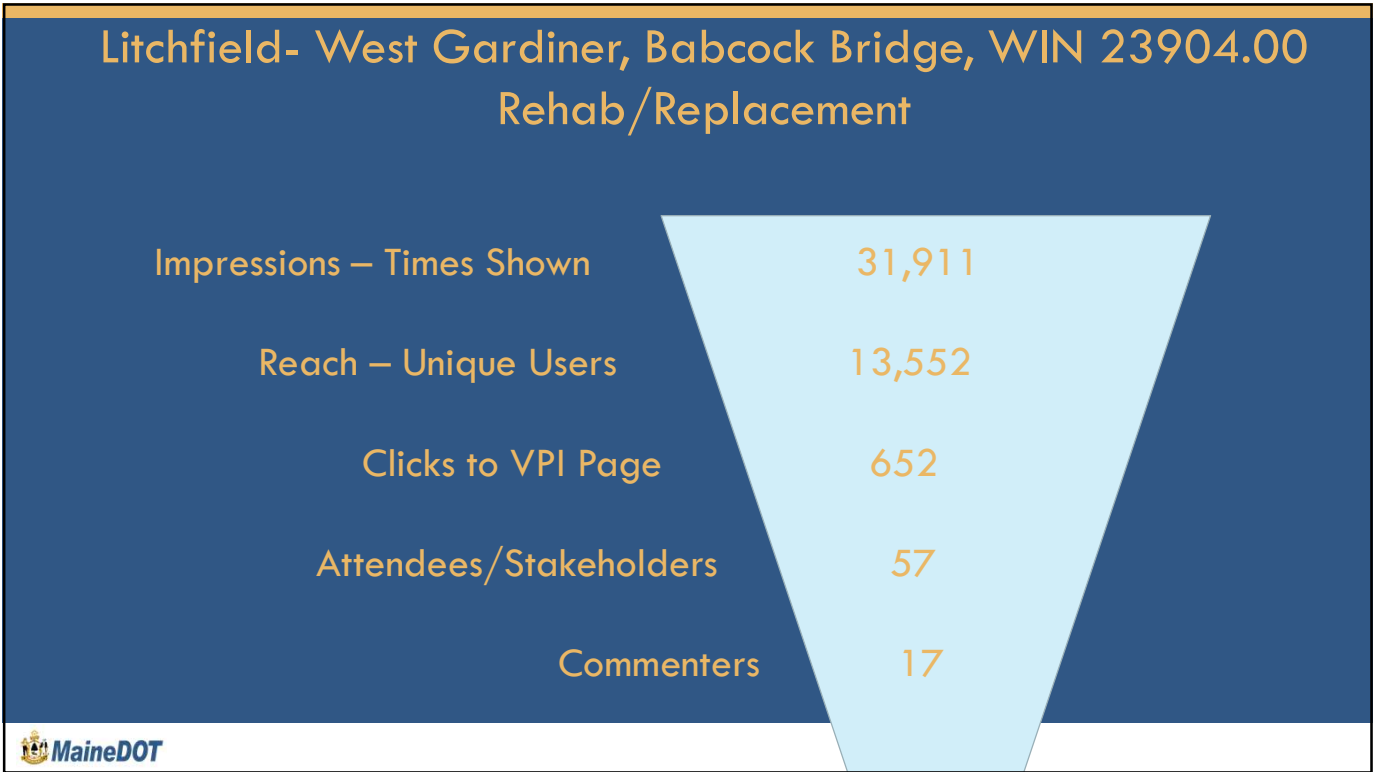 Litchfield- West Gardiner, Babcock Bridge, WIN 23904.00
Rehab/Replacement
Impressions – Times Shown 31,911
Reach – Unique Users 13,552
Clicks to VPI Page 652
Attendees/Stakeholders 57
Commenters 17
MaineDOT